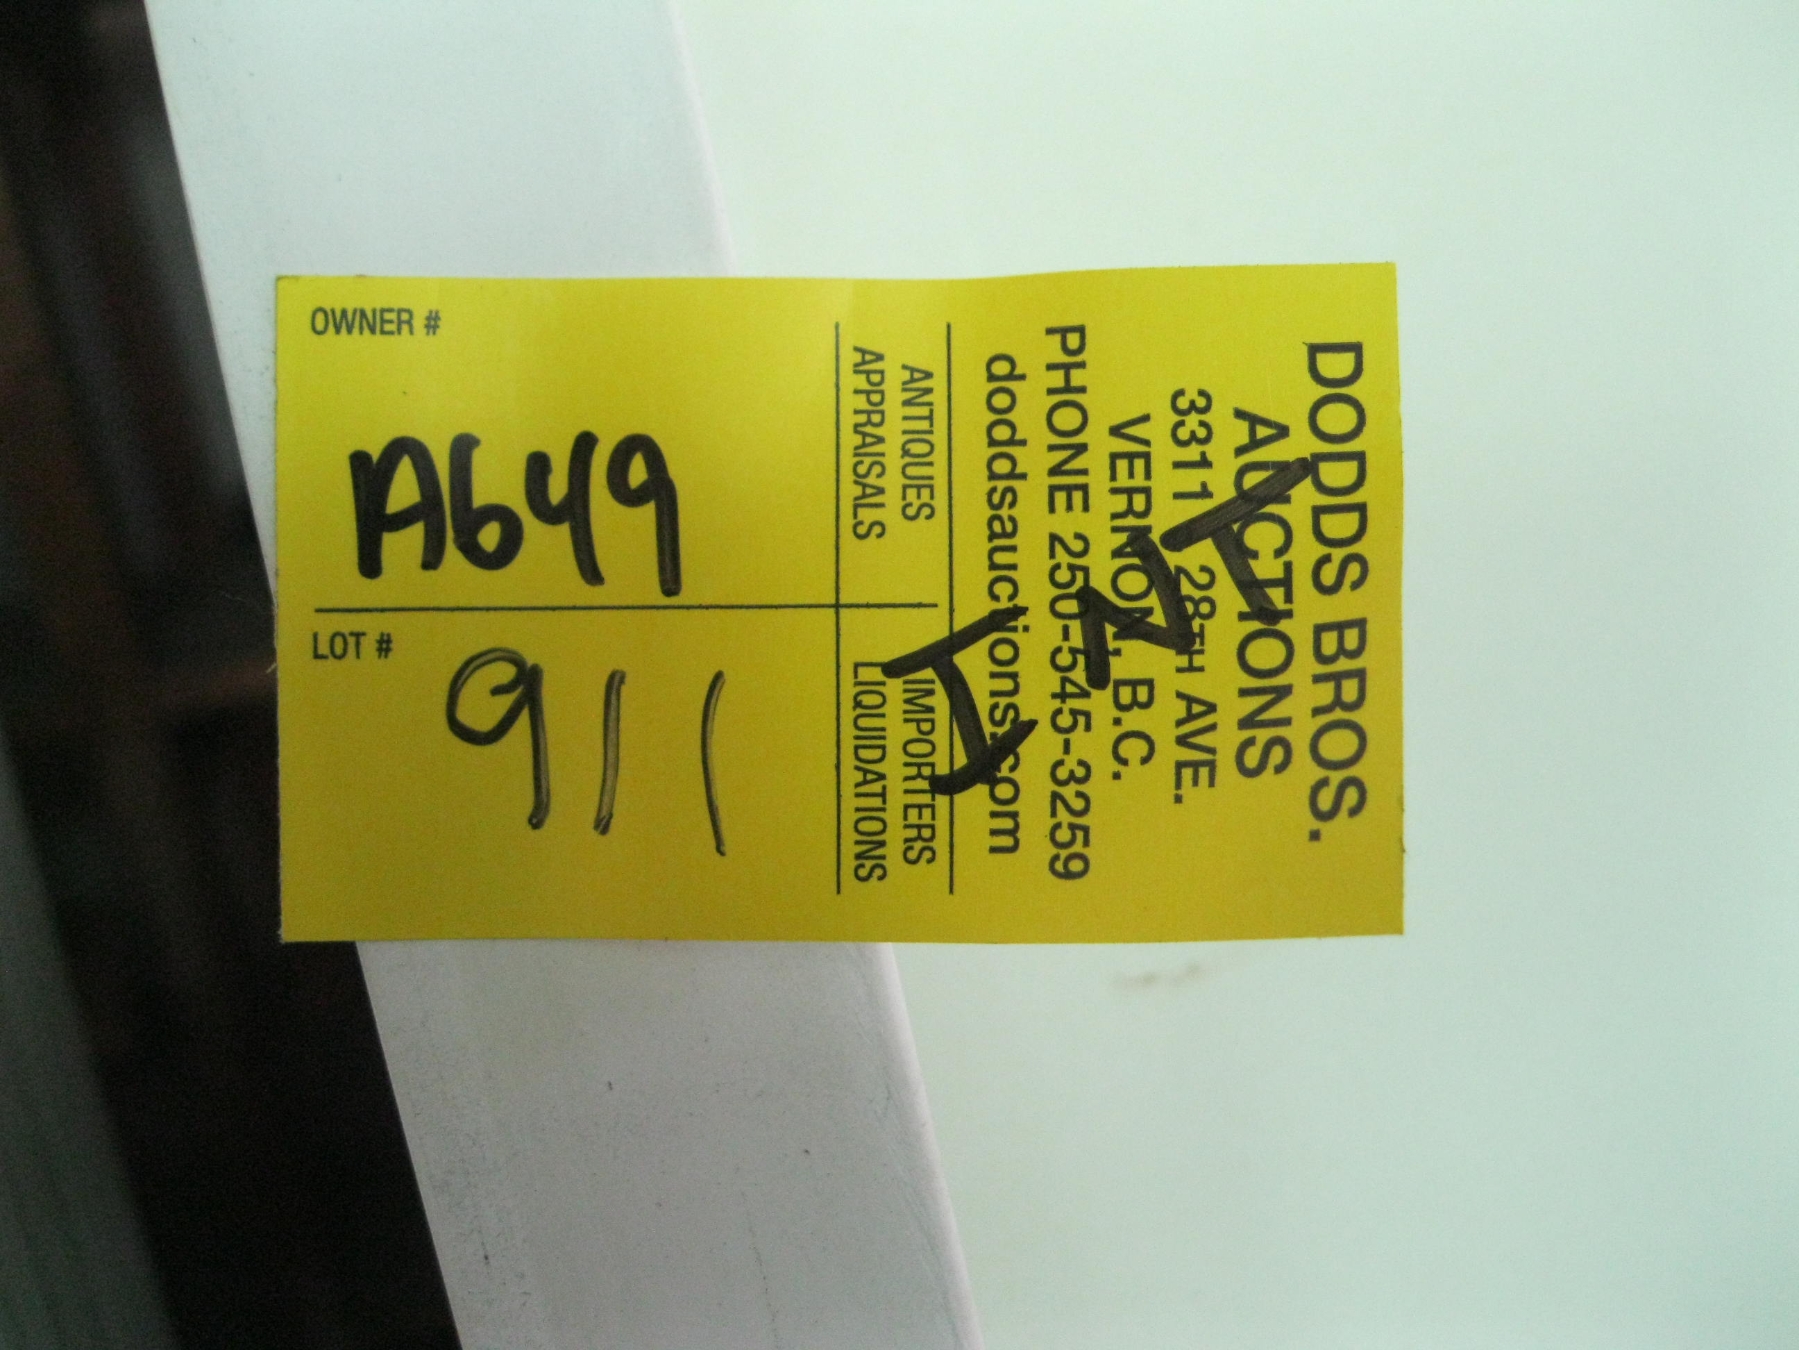 OWNER #
A649
LOT #
911
DODDS BROS.
AUCTIONS
3311 28TH AVE.
VERNON, B.C.
PHONE 250-545-3259
doddsauctions.com
ANTIQUES IMPORTERS
APPRAISALS LIQUIDATIONS